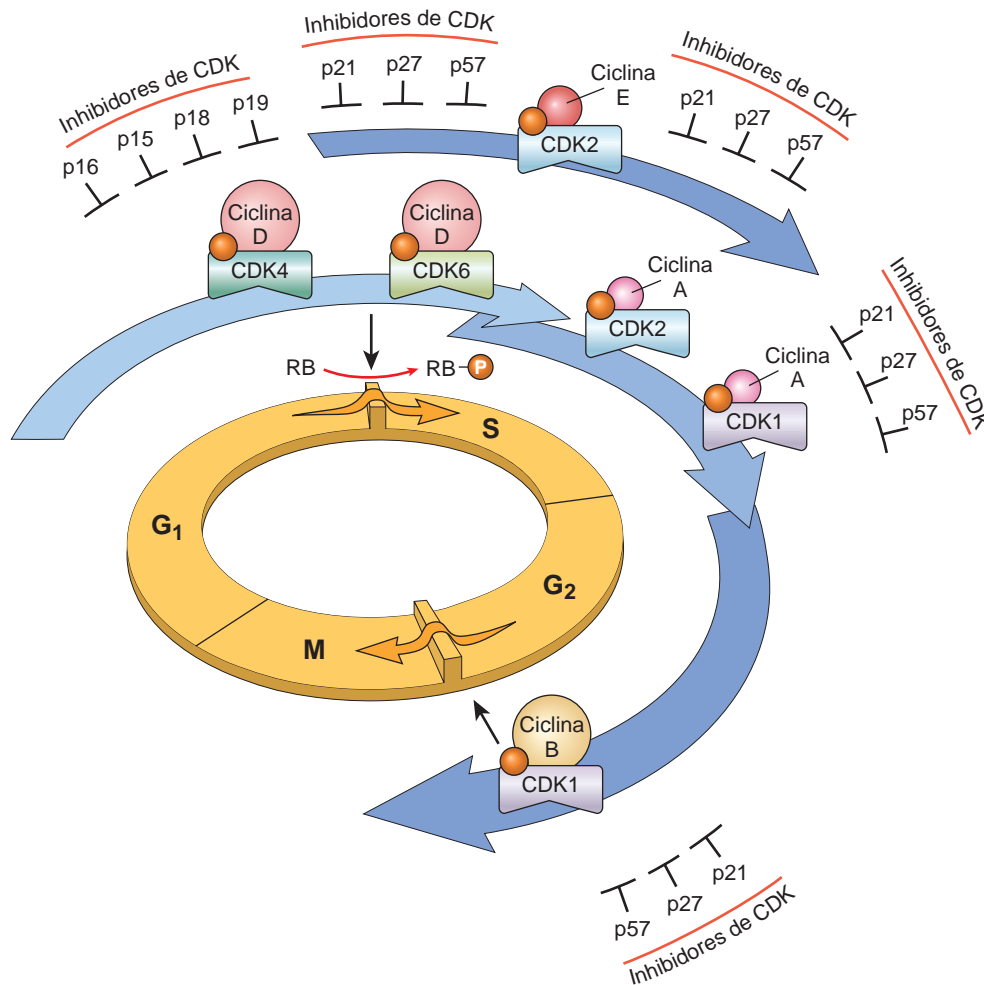 Inhibidores de CDK
p16
p15
p18
p19
Inhibidores de CDK
p21
p27
p57
Ciclina
E
CDK2
Inhibidores de CDK
p21
p27
p57
Ciclina
D
CDK4
Ciclina
D
CDK6
Ciclina
A
CDK2
Ciclina
A
CDK1
Inhibidores de CDK
p21
p27
p57
RB
RB
P
S
G1
G2
M
Ciclina
B
CDK1
p57
p27
p21
Inhibidores de CDK